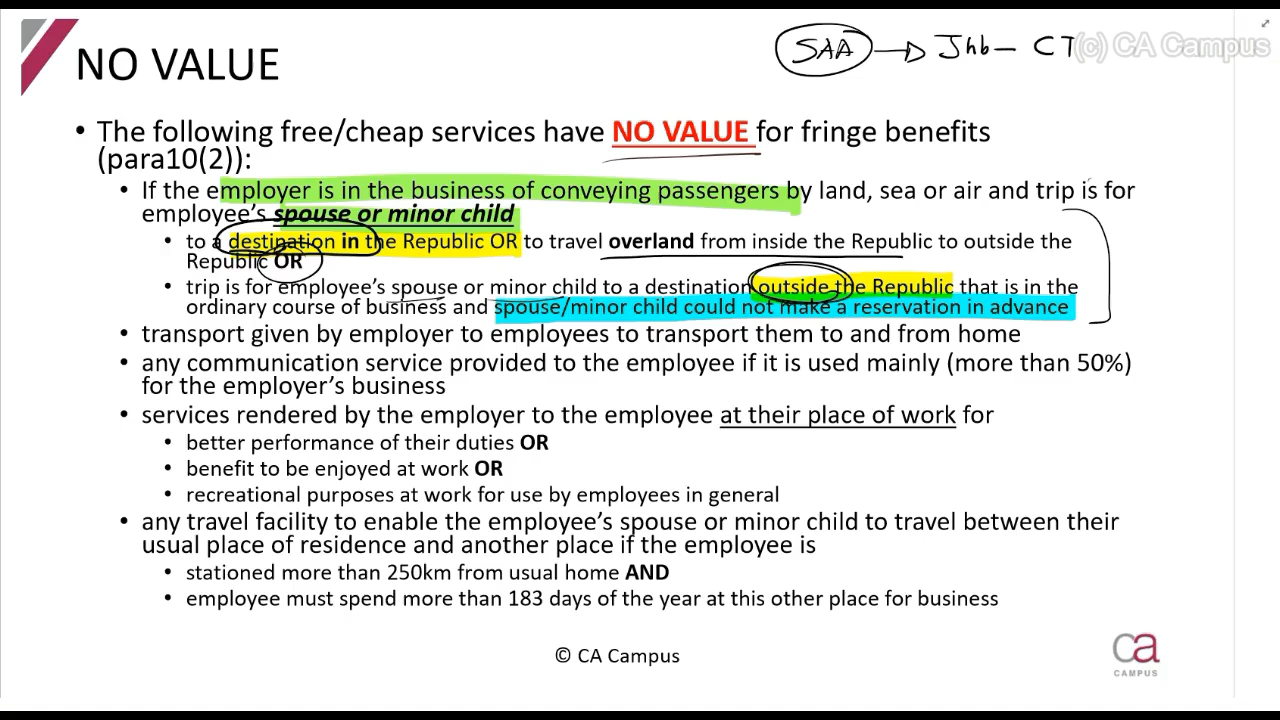 SAA → Jhb - CT
(c) CA Campus
NO VALUE
• The following free/cheap services have NO VALUE for fringe benefits
(para10(2)):
• If the employer is in the business of conveying passengers by land, sea or air and trip is for
employee's spouse or minor child
• to a destination in the Republic OR to travel overland from inside the Republic to outside the
Republic OR
• trip is for employee's spouse or minor child to a destination outside the Republic that is in the
ordinary course of business and spouse/minor child could not make a reservation in advance
• transport given by employer to employees to transport them to and from home
• any communication service provided to the employee if it is used mainly (more than 50%)
for the employer's business
• services rendered by the employer to the employee at their place of work for
• better performance of their duties OR
• benefit to be enjoyed at work OR
• recreational purposes at work for use by employees in general
• any travel facility to enable the employee's spouse or minor child to travel between their
usual place of residence and another place if the employee is
• stationed more than 250km from usual home AND
• employee must spend more than 183 days of the year at this other place for business
© CA Campus
ca
CAMPUS